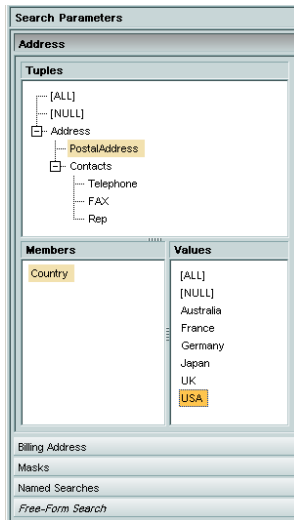 Search Parameters
Address
Tuples
[ALL]
[NULL]
Address
PostalAddress
Contacts
Telephone
FAX
Rep
Members
Country
Values
[ALL]
[NULL]
Australia
France
Germany
Japan
UK
USA
Billing Address
Masks
Named Searches
Free-Form Search